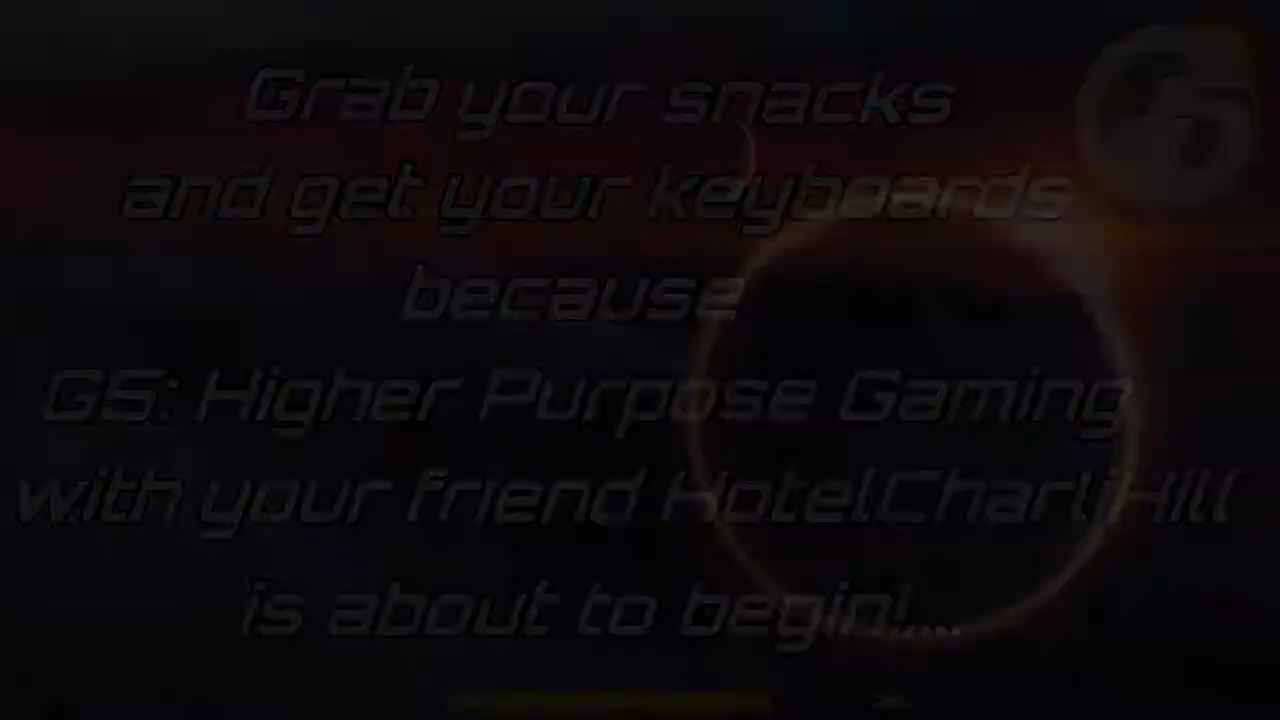 Grab your snacks
and get your keyboards
because
GS: Higher Purpose Gaming
with your friend HotelCharliHill
is about to begin!...